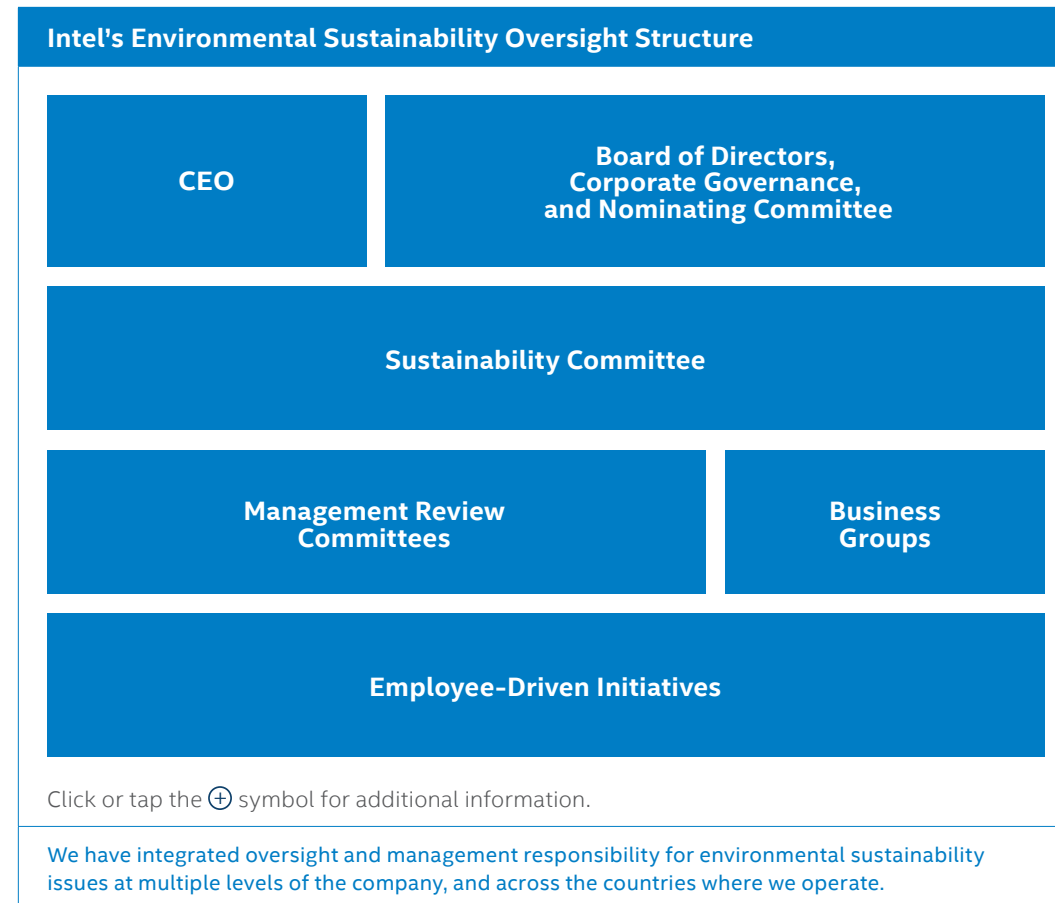 Intel's Environmental Sustainability Oversight Structure
CEO
Board of Directors,
Corporate Governance,
and Nominating Committee
Sustainability Committee
Management Review
Committees
Business
Groups
Employee-Driven Initiatives
Click or tap the ⊕ symbol for additional information.
We have integrated oversight and management responsibility for environmental sustainability
issues at multiple levels of the company, and across the countries where we operate.